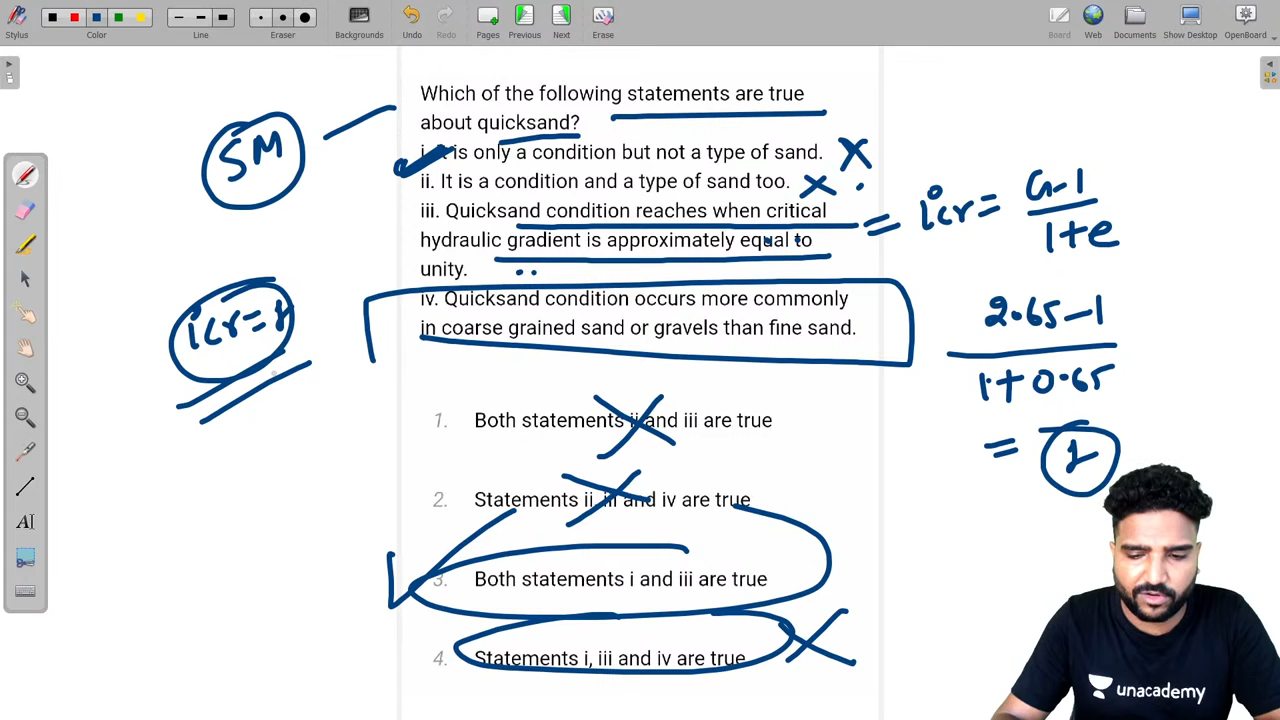 Stylus
Color
Line
Eraser
Backgrounds
Undo
Redo
Pages
Previous
Next
Erase
Board
Web
Documents
Show Desktop
OpenBoard
Which of the following statements are true
about quicksand?
i. It is only a condition but not a type of sand.
ii. It is a condition and a type of sand too.
iii. Quicksand condition reaches when critical
hydraulic gradient is approximately equal to
unity.
iv. Quicksand condition occurs more commonly
in coarse grained sand or gravels than fine sand.
1. Both statements ii and iii are true
2. Statements ii, iii and iv are true
3. Both statements i and iii are true
4. Statements i, iii and iv are true
SM
icr=1
= icr = G-1
1+e
2.65-1
1+0.65
= 1
unacademy